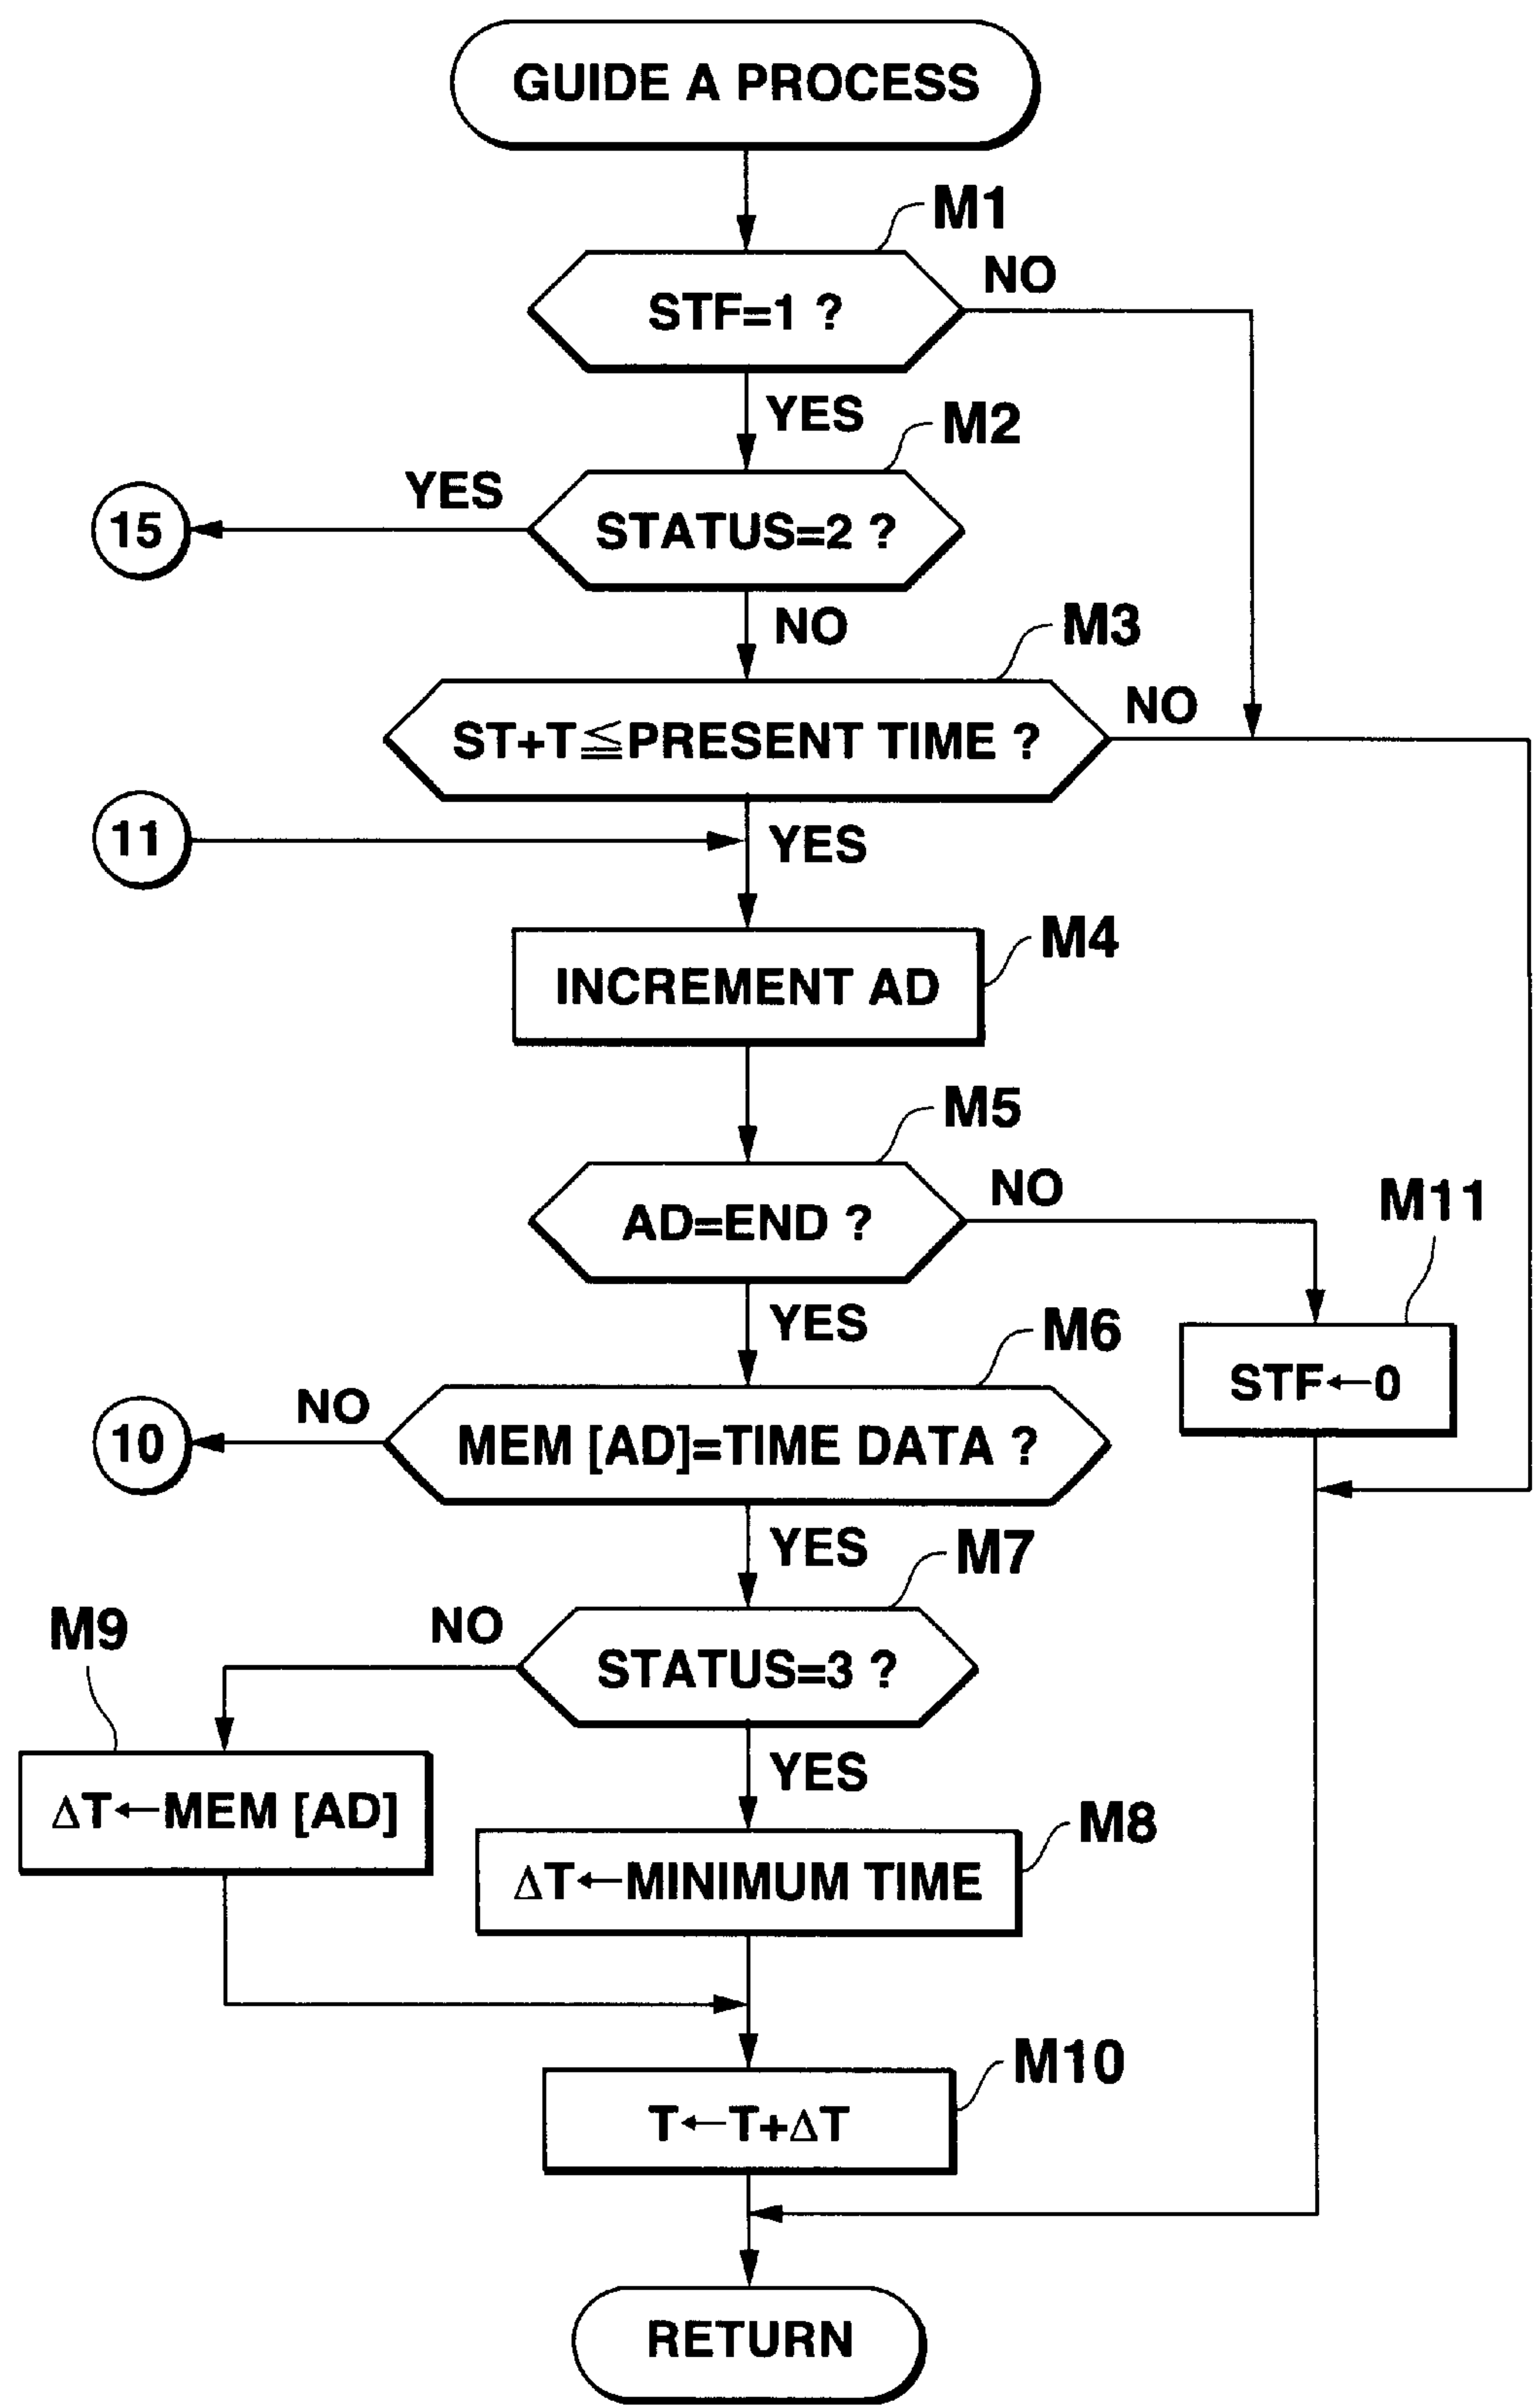 GUIDE A PROCESS
M1
STF=1 ?
NO
YES
M2
YES
15
STATUS=2 ?
NO
M3
ST+T≦PRESENT TIME ?
NO
11
YES
M4
INCREMENT AD
M5
AD=END ?
NO
M11
YES
STF←0
M6
NO
10
MEM [AD]=TIME DATA ?
YES
M7
M9
NO
STATUS=3 ?
YES
ΔT←MEM [AD]
M8
ΔT←MINIMUM TIME
M10
T←T+ΔT
RETURN